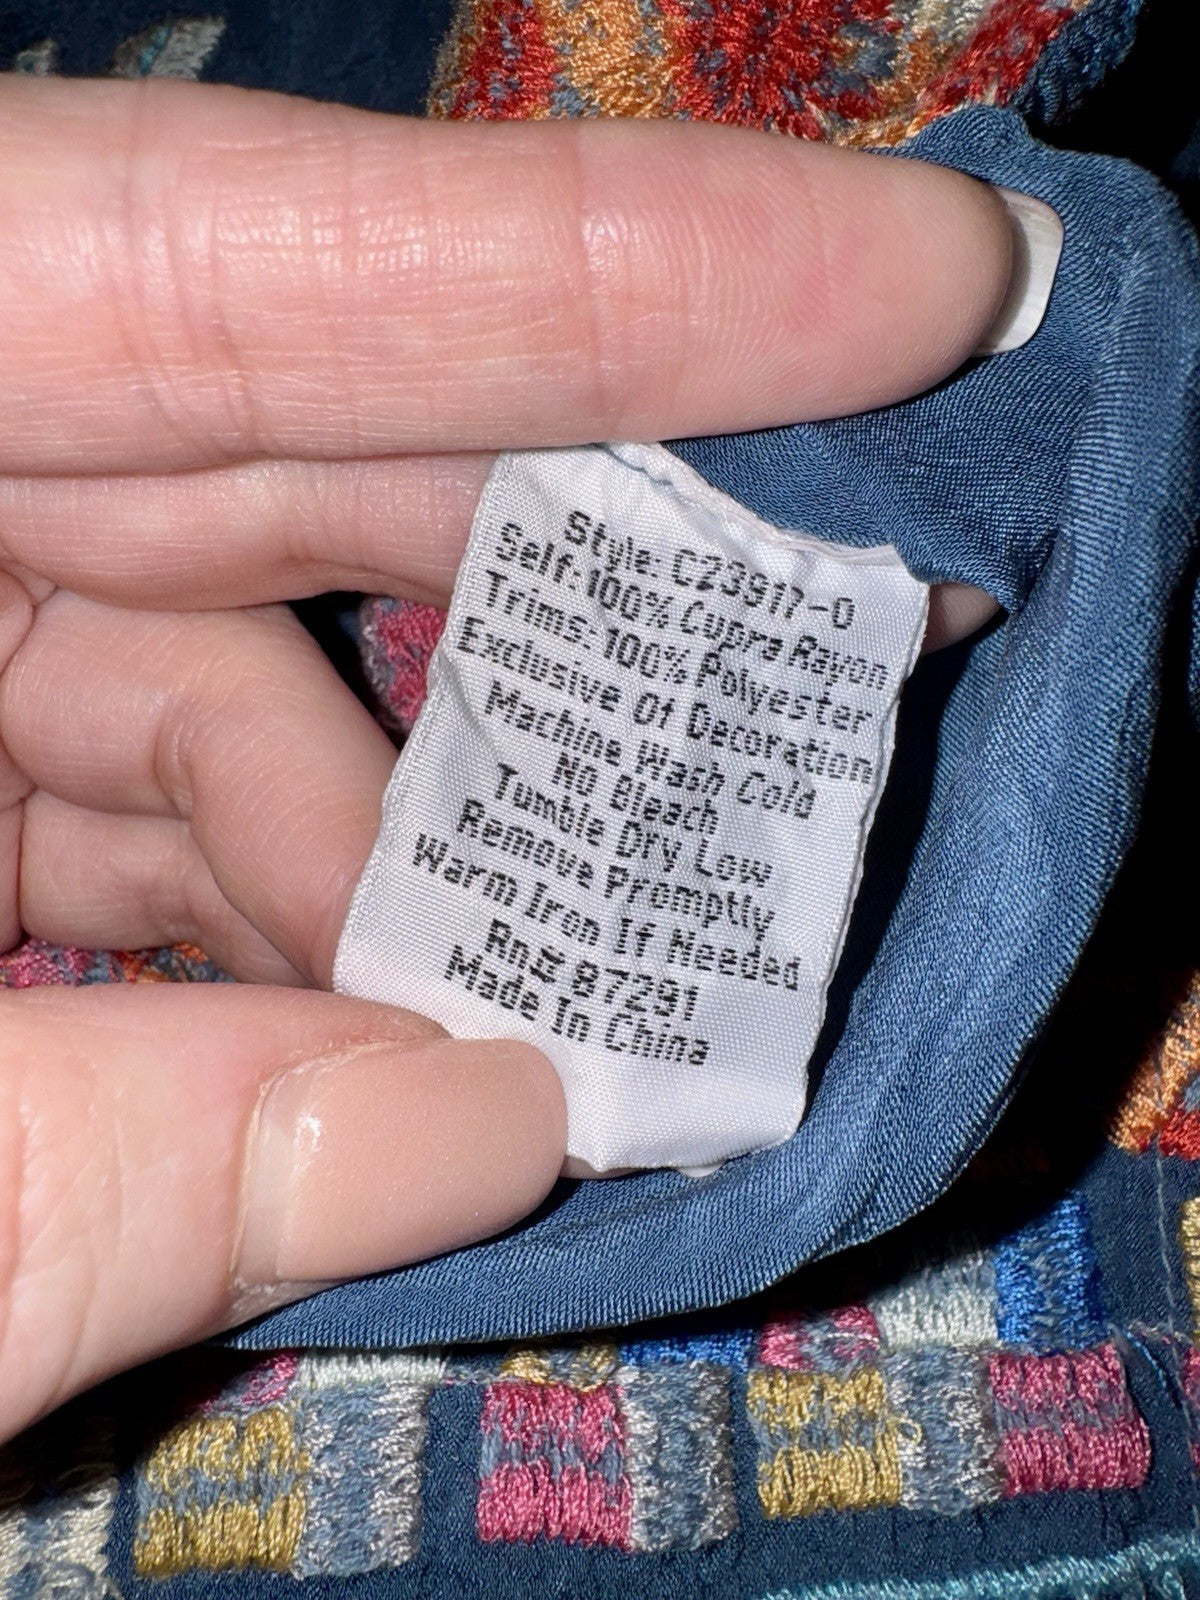 Style: C23917-0
Self: 100% Cupra Rayon
Trims: 100% Polyester
Exclusive Of Decoration
Machine Wash Cold
No Bleach
Tumble Dry Low
Remove Promptly
Warm Iron If Needed
Rn# 87291
Made In China